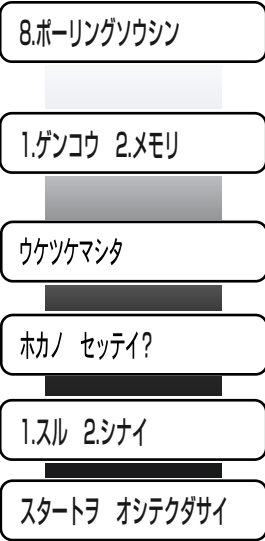 8.ポーリングソウシン
1.ゲンコウ 2.メモリ
ウケツケマシタ
ホカノ セッテイ?
1.スル 2.シナイ
スタートヲ オシテクダサイ